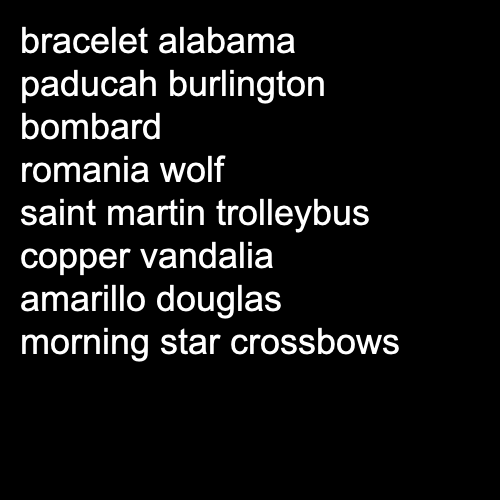 bracelet alabama
paducah burlington
bombard
romania wolf
saint martin trolleybus
copper vandalia
amarillo douglas
morning star crossbows